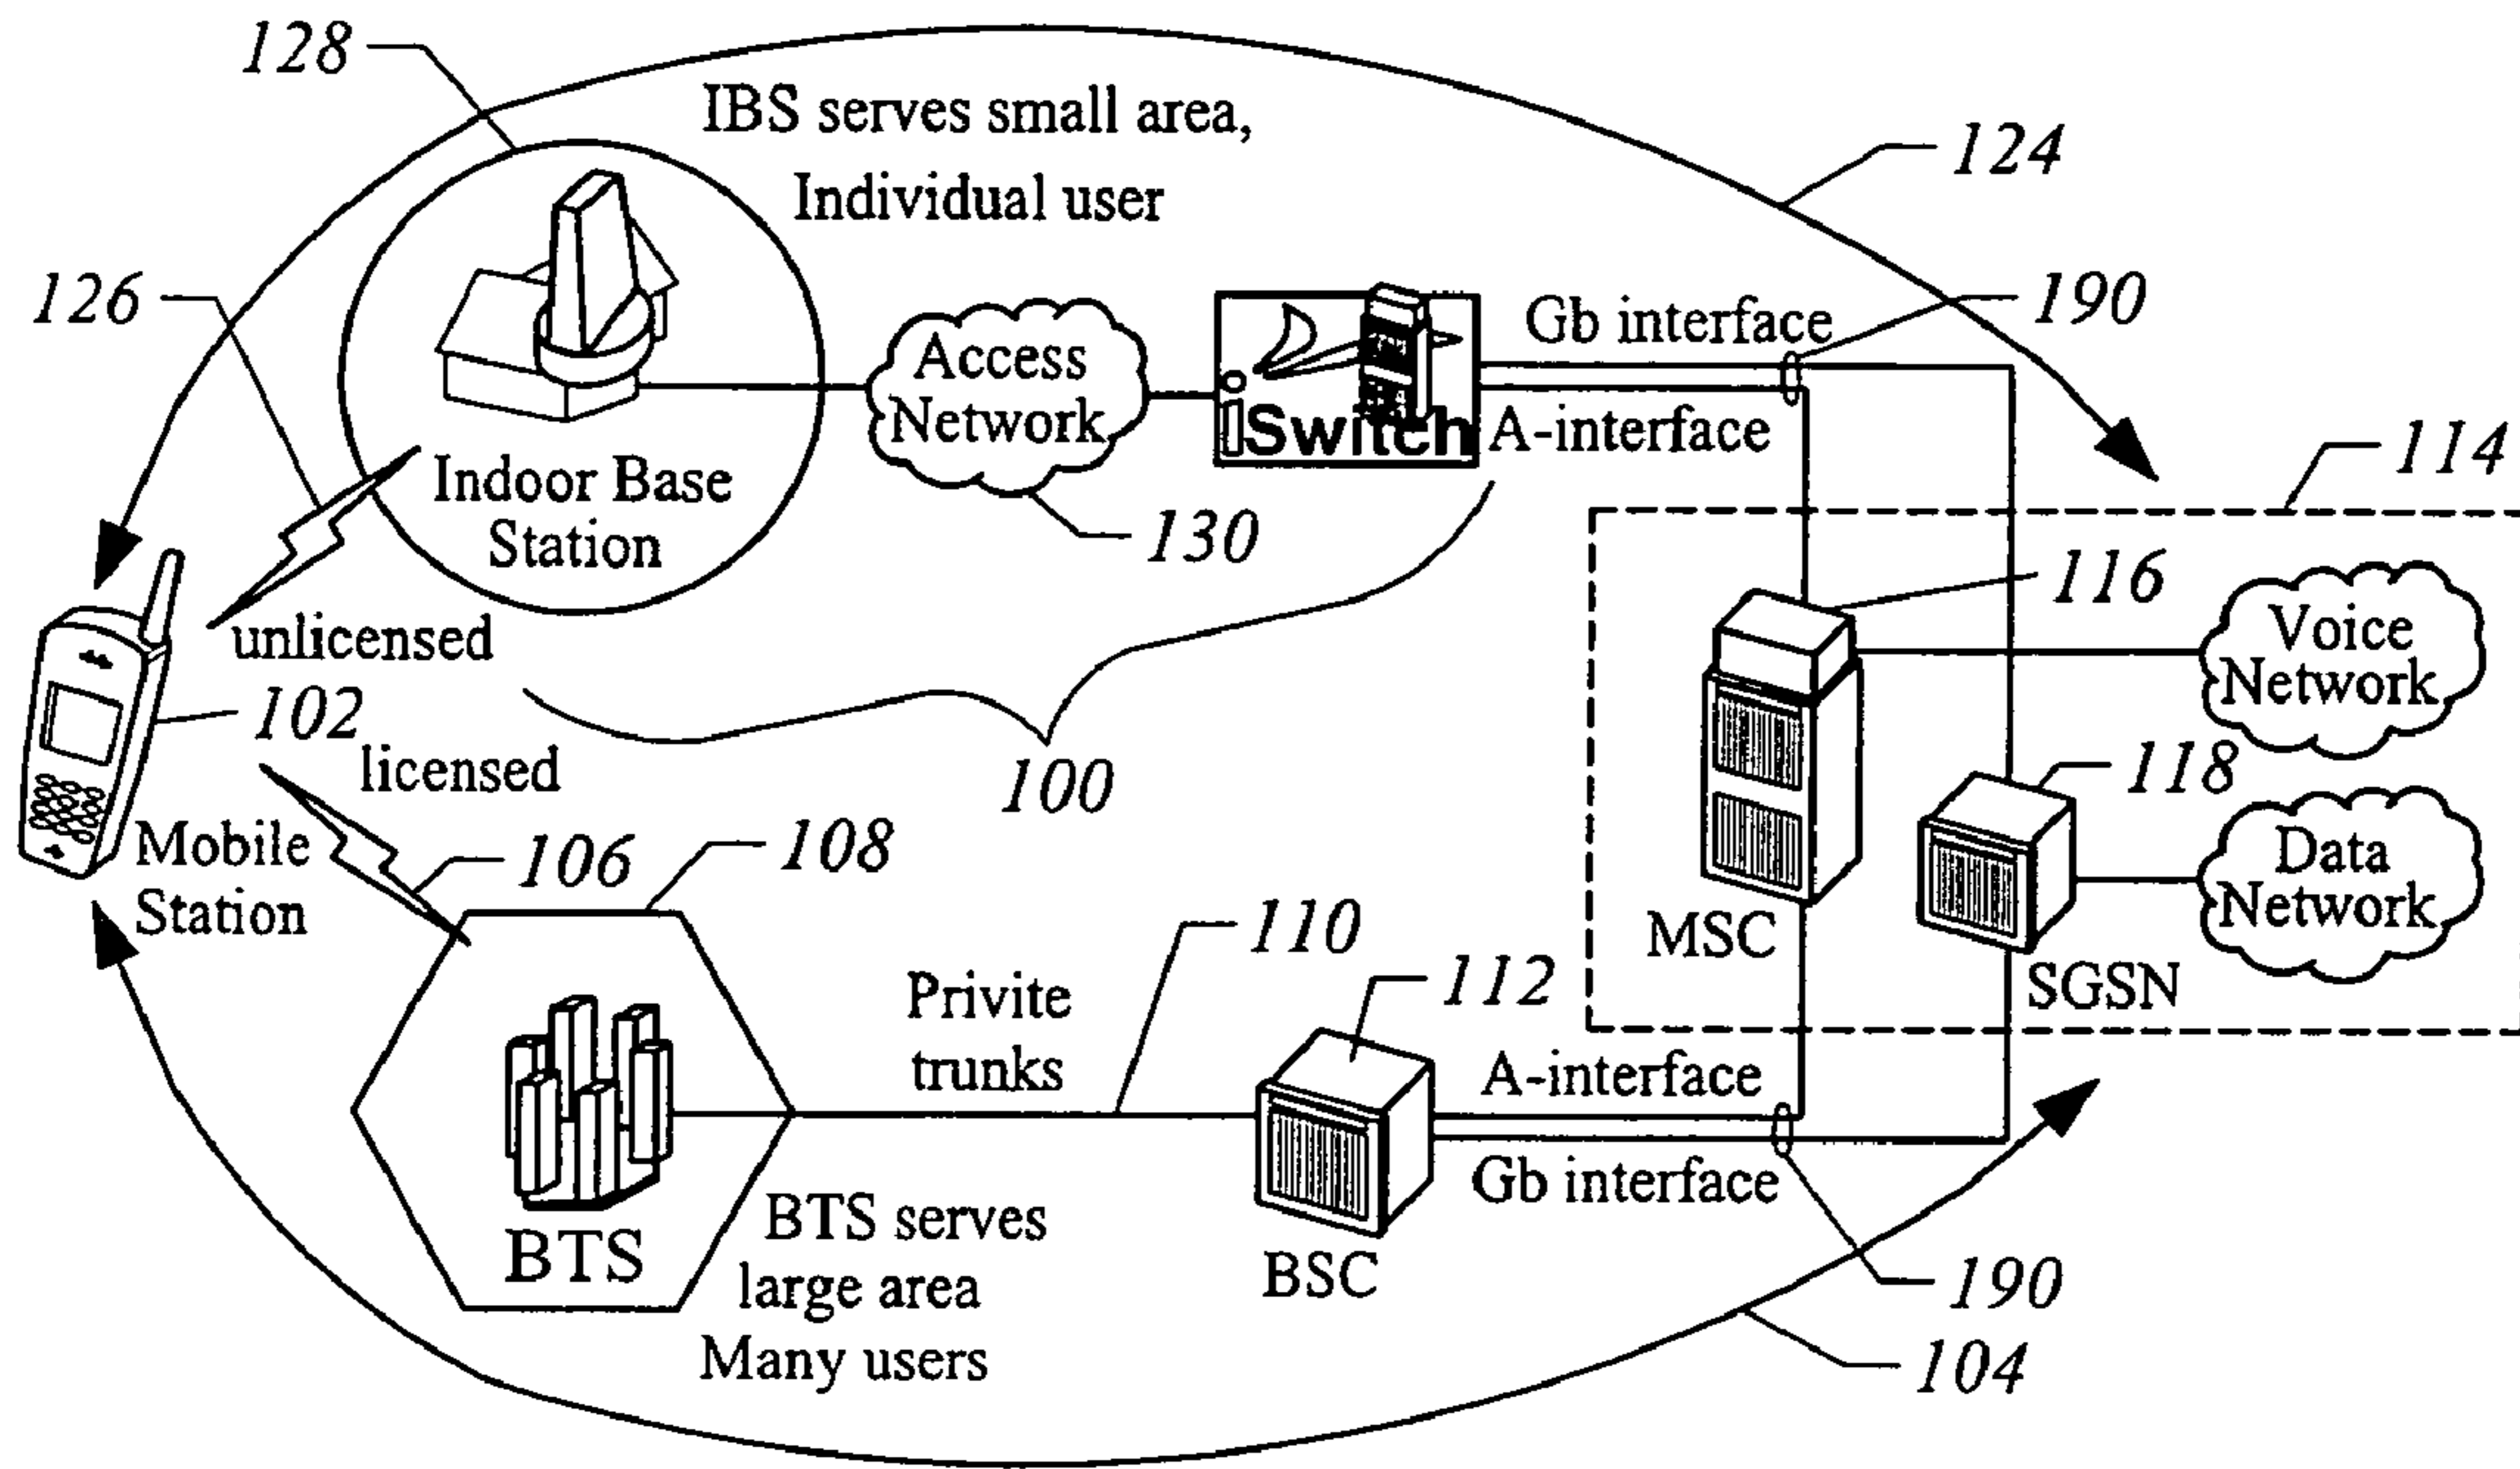 128
IBS serves small area,
Individual user
124
126
190
Gb interface
Access
Network
iSwitch
A-interface
114
Indoor Base
Station
130
116
unlicensed
Voice
Network
102
licensed
100
118
Mobile
Station
106
108
Data
Network
MSC
SGSN
110
Privite
trunks
112
A-interface
Gb interface
BTS
BTS serves
large area
Many users
BSC
190
104